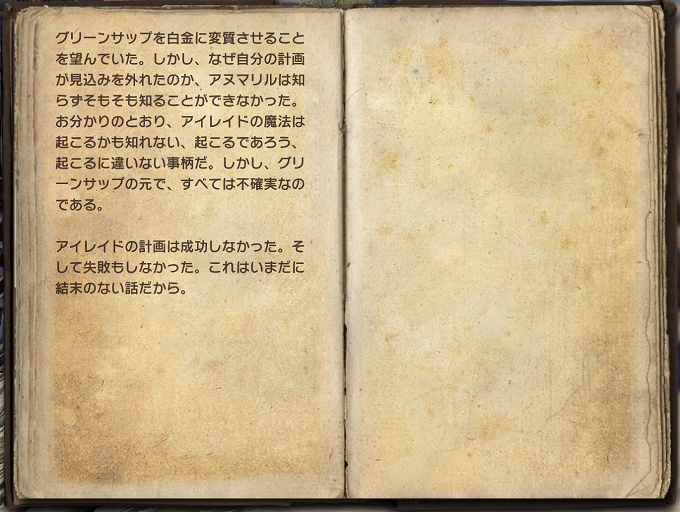 グリーンサップを白金に変質させること
を望んでいた。しかし、なぜ自分の計画
が見込みを外れたのか、アヌマリルは知
らずそもそも知ることができなかった。
お分かりのとおり、アイレイドの魔法は
起こるかも知れない、起こるであろう、
起こるに違いない事柄だ。しかし、グリ
ーンサップの元で、すべては不確実なの
である。
アイレイドの計画は成功しなかった。そ
して失敗もしなかった。これはいまだに
結末のない話だから。